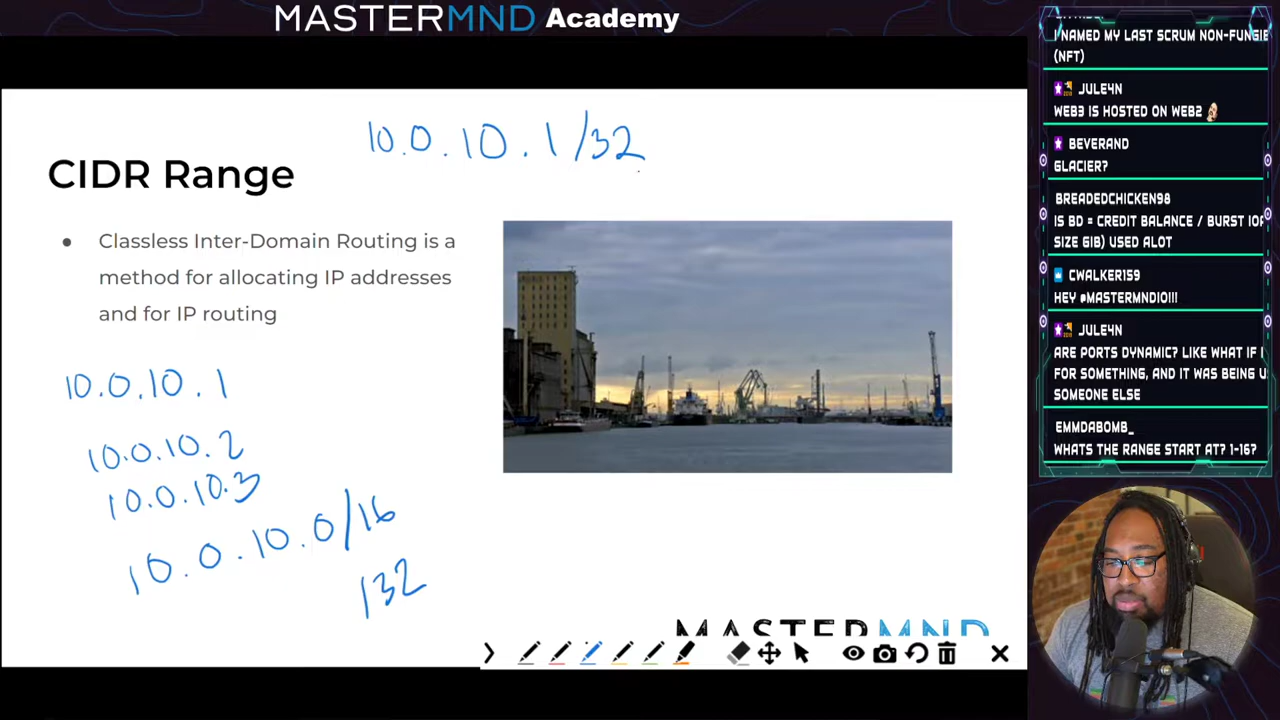 MASTERMND Academy
10.0.10.1/32
CIDR Range
● Classless Inter-Domain Routing is a
method for allocating IP addresses
and for IP routing
10.0.10.1
10.0.10.2
10.0.10.3
10.0.10.0/16
/32
MASTERMND
I NAMED MY LAST SCRUM NON-FUNGIE
(NFT)
JULE4N
WEB3 IS HOSTED ON WEB2
BEVERAND
GLACIER?
BREADEDCHICKEN98
IS BD = CREDIT BALANCE / BURST IOP
SIZE GIB) USED ALOT
CWALKER159
HEY @MASTERMNDIO!!!
JULE4N
ARE PORTS DYNAMIC? LIKE WHAT IF I
FOR SOMETHING, AND IT WAS BEING U
SOMEONE ELSE
EMMDABOMB_
WHATS THE RANGE START AT? 1-16?